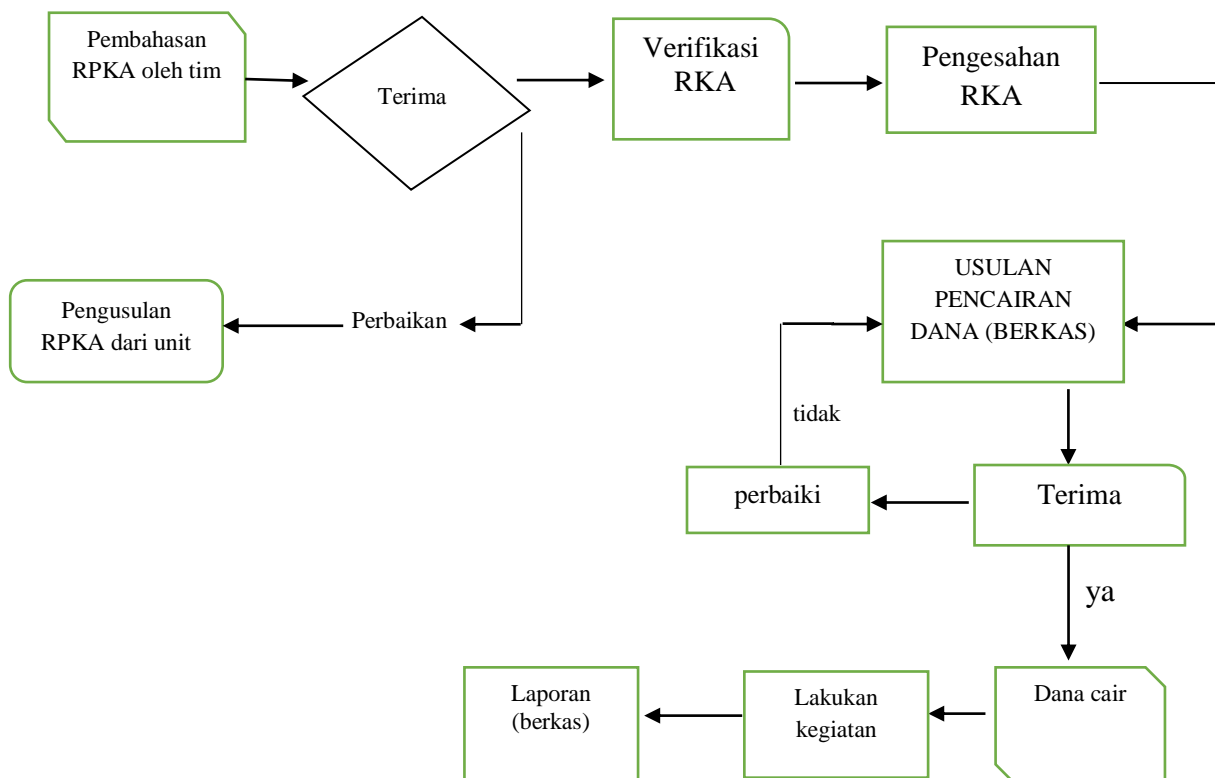 Pembahasan
RPKA oleh tim
Terima
Verifikasi
RKA
Pengesahan
RKA
Pengusulan
RPKA dari unit
Perbaikan
USULAN
PENCAIRAN
DANA (BERKAS)
tidak
perbaiki
Terima
ya
Laporan
(berkas)
Lakukan
kegiatan
Dana cair